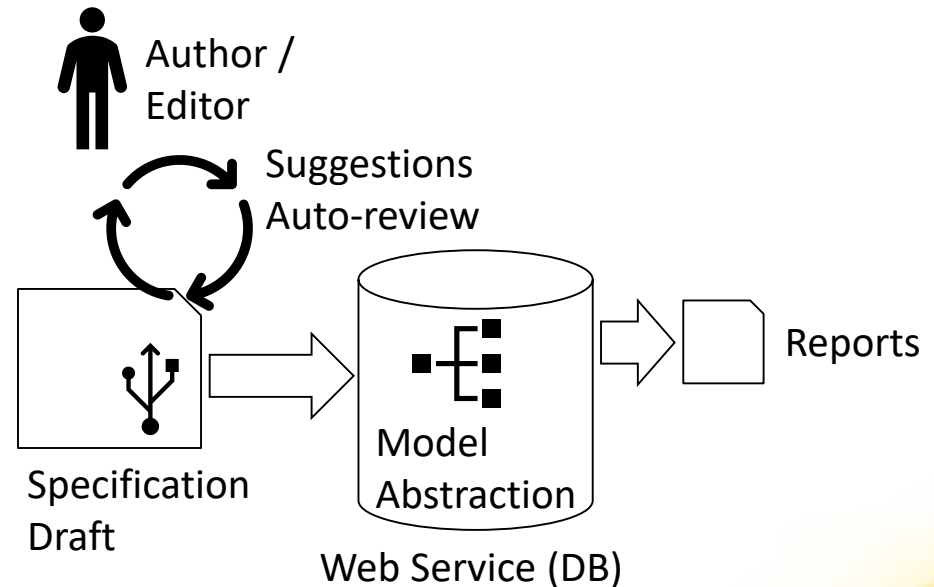 Author /
Editor
Suggestions
Auto-review
Specification
Draft
Model
Abstraction
Web Service (DB)
Reports